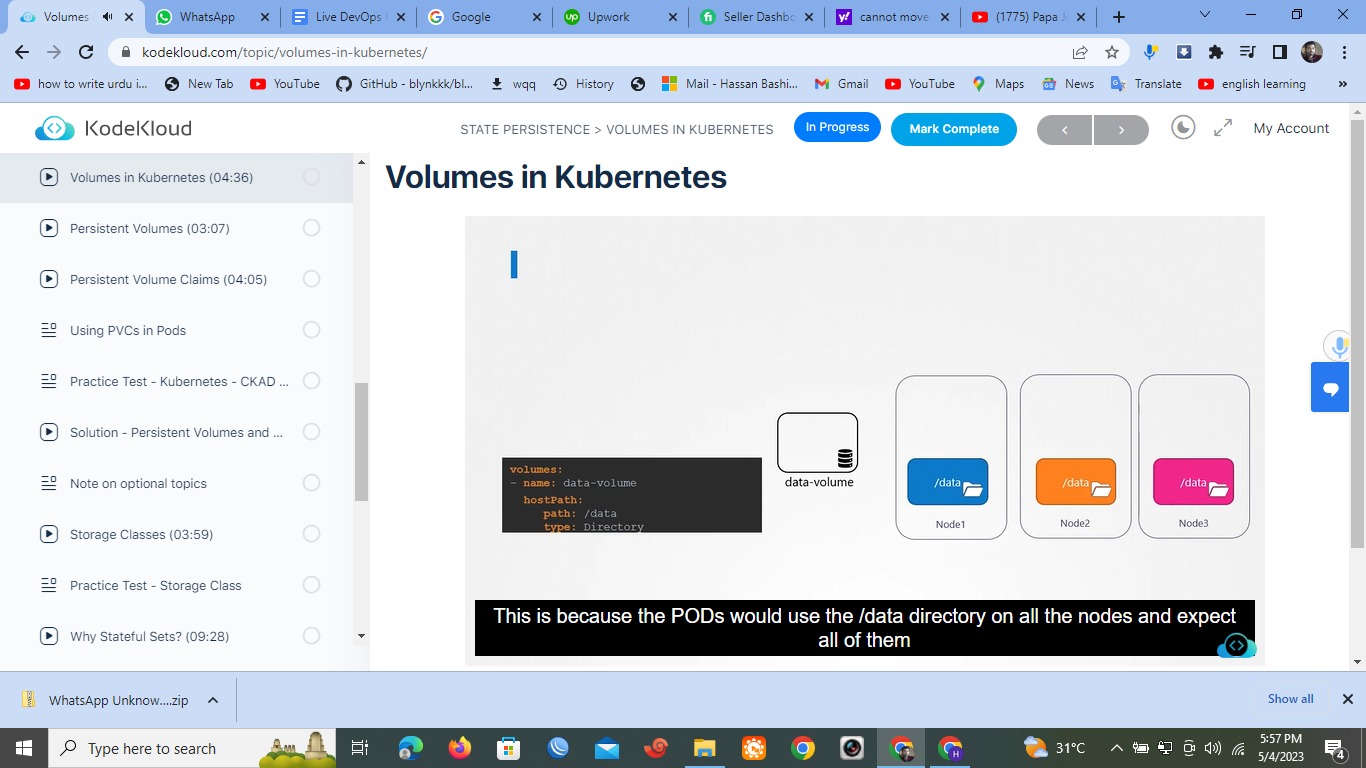 Volumes
WhatsApp
Live DevOps
Google
Upwork
Seller Dashbo
cannot move
(1775) Papa J
kodekloud.com/topic/volumes-in-kubernetes/
how to write urdu i...
New Tab
YouTube
GitHub - blynkkk/bl...
wqq
History
Mail - Hassan Bashi...
Gmail
YouTube
Maps
News
Translate
english learning
»
KodeKloud
STATE PERSISTENCE > VOLUMES IN KUBERNETES
In Progress
Mark Complete
My Account
Volumes in Kubernetes (04:36)
Persistent Volumes (03:07)
Persistent Volume Claims (04:05)
Using PVCs in Pods
Practice Test - Kubernetes - CKAD ...
Solution - Persistent Volumes and ...
Note on optional topics
Storage Classes (03:59)
Practice Test - Storage Class
Why Stateful Sets? (09:28)
Volumes in Kubernetes
volumes:
- name: data-volume
hostPath:
path: /data
type: Directory
data-volume
/data
Node1
/data
Node2
/data
Node3
This is because the PODs would use the /data directory on all the nodes and expect
all of them
WhatsApp Unknow....zip
Show all
Type here to search
H
31°C
5:57 PM
5/4/2023
4